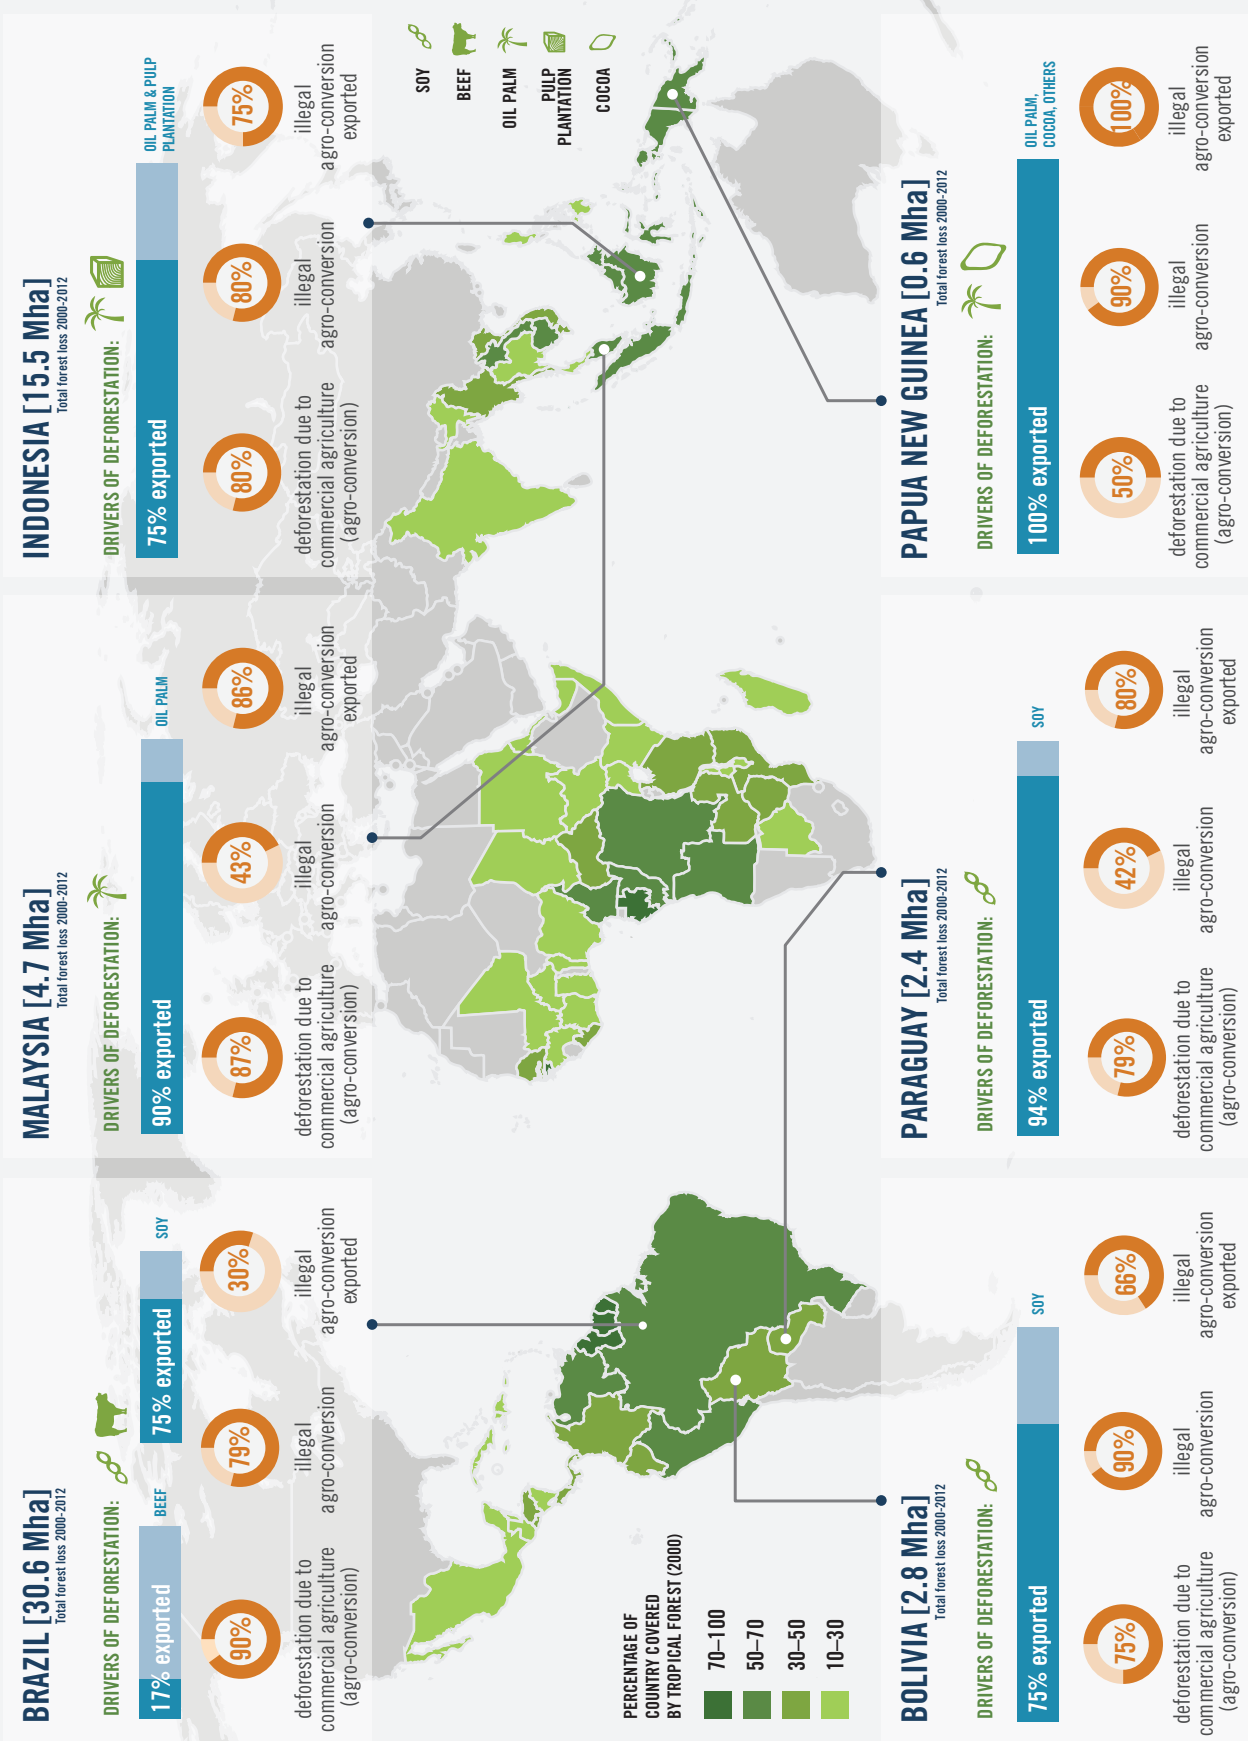 BRAZIL [30.6 Mha]
Total forest loss 2000-2012
DRIVERS OF DEFORESTATION:
17% exported
BEEF
75% exported
SOY
90%
deforestation due to
commercial agriculture
(agro-conversion)
79%
illegal
agro-conversion
30%
illegal
agro-conversion
exported
MALAYSIA [4.7 Mha]
Total forest loss 2000-2012
DRIVERS OF DEFORESTATION:
90% exported
OIL PALM
87%
deforestation due to
commercial agriculture
(agro-conversion)
43%
illegal
agro-conversion
86%
illegal
agro-conversion
exported
INDONESIA [15.5 Mha]
Total forest loss 2000-2012
DRIVERS OF DEFORESTATION:
75% exported
OIL PALM & PULP
PLANTATION
80%
deforestation due to
commercial agriculture
(agro-conversion)
80%
illegal
agro-conversion
75%
illegal
agro-conversion
exported
SOY
BEEF
OIL PALM
PULP
PLANTATION
COCOA
PERCENTAGE OF
COUNTRY COVERED
BY TROPICAL FOREST (2000)
70–100
50–70
30–50
10–30
BOLIVIA [2.8 Mha]
Total forest loss 2000-2012
DRIVERS OF DEFORESTATION:
75% exported
SOY
75%
deforestation due to
commercial agriculture
(agro-conversion)
90%
illegal
agro-conversion
66%
illegal
agro-conversion
exported
PARAGUAY [2.4 Mha]
Total forest loss 2000-2012
DRIVERS OF DEFORESTATION:
94% exported
SOY
79%
deforestation due to
commercial agriculture
(agro-conversion)
42%
illegal
agro-conversion
80%
illegal
agro-conversion
exported
PAPUA NEW GUINEA [0.6 Mha]
Total forest loss 2000-2012
DRIVERS OF DEFORESTATION:
100% exported
OIL PALM,
COCOA, OTHERS
50%
deforestation due to
commercial agriculture
(agro-conversion)
90%
illegal
agro-conversion
100%
illegal
agro-conversion
exported